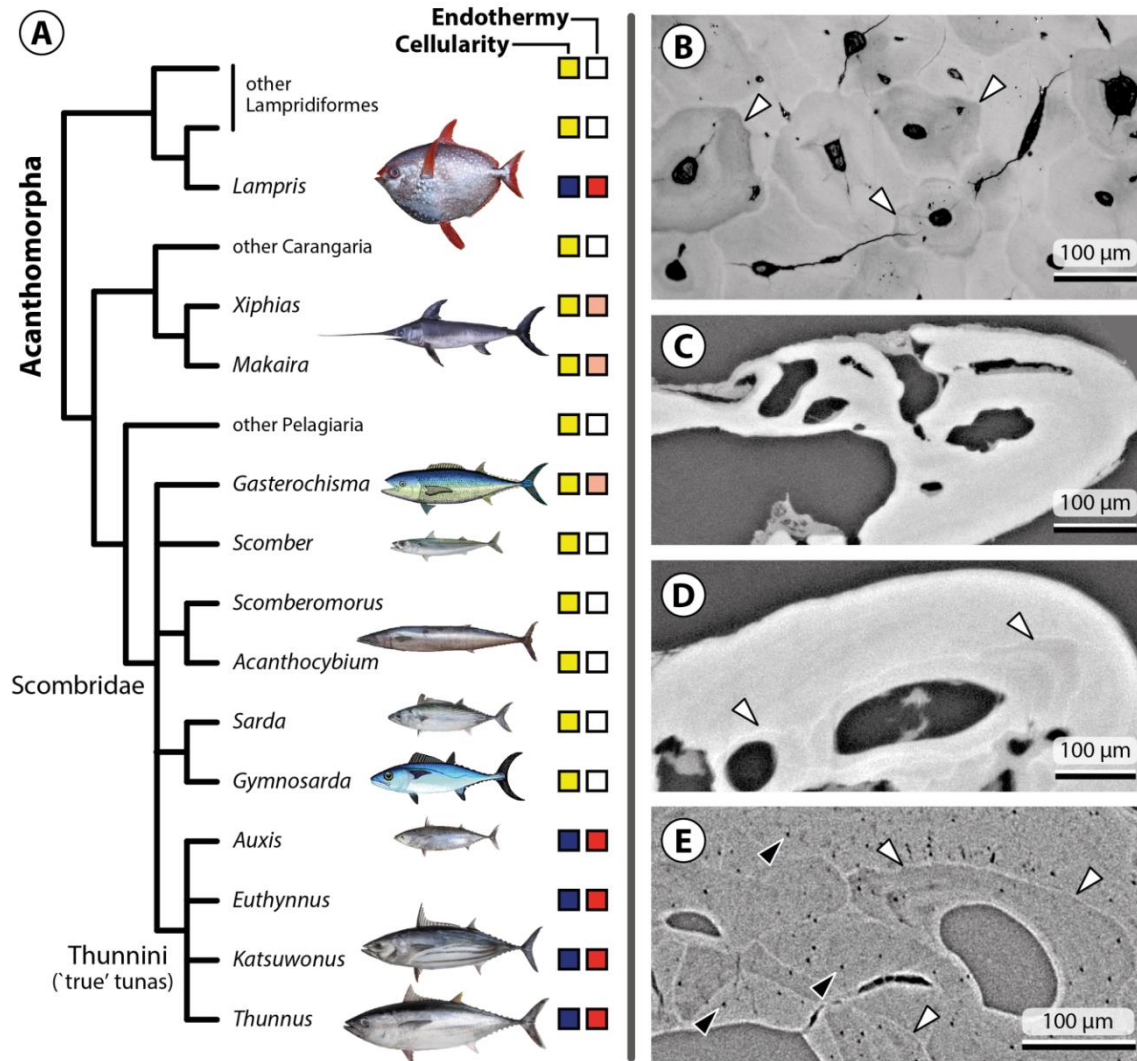 A
Endothermy
Cellularity
other
Lampridiformes
Lampris
other Carangaria
Xiphias
Makaira
other Pelagiaria
Gasterochisma
Scomber
Scomberomorus
Acanthocybium
Sarda
Gymnosarda
Auxis
Euthynnus
Katsuwonus
Thunnus
Acanthomorpha
Scombridae
Thunnini
(`true' tunas)
B
100 µm
C
100 µm
D
100 µm
E
100 µm